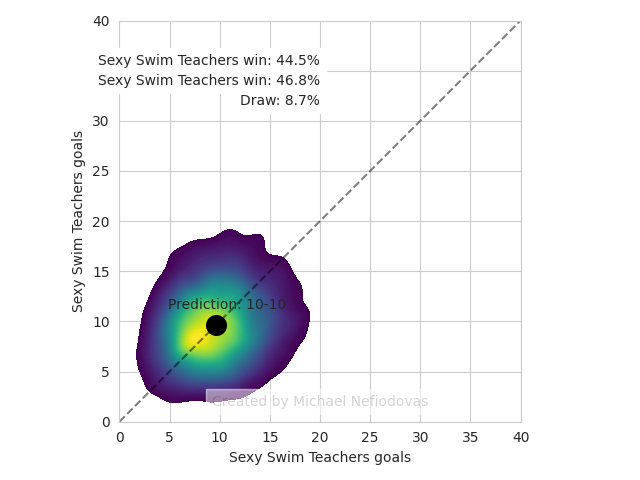 40
Sexy Swim Teachers win: 44.5%
Sexy Swim Teachers win: 46.8%
Draw: 8.7%
30
25
20
15
10
5
0
Sexy Swim Teachers goals
Prediction: 10-10
Created by Michael Nefiodovas
0 5 10 15 20 25 30 35 40
Sexy Swim Teachers goals